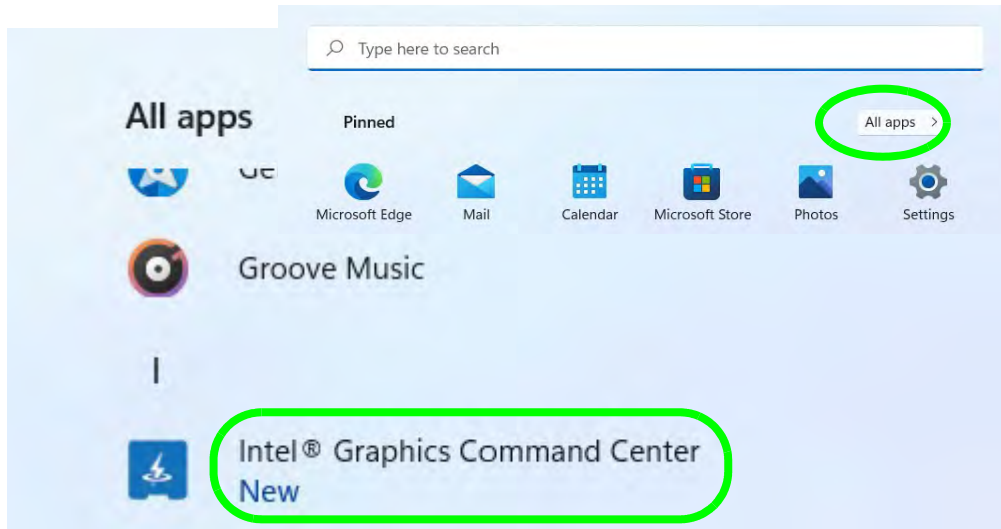 Type here to search
All apps
Pinned
All apps
Microsoft Edge
Mail
Calendar
Microsoft Store
Photos
Settings
Groove Music
I
Intel® Graphics Command Center
New